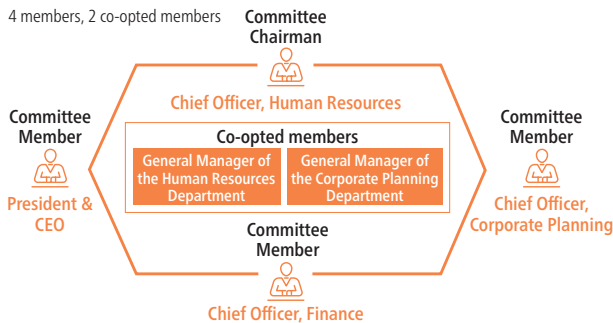 4 members, 2 co-opted members
Committee
Chairman
Chief Officer, Human Resources
Committee
Member
President &
CEO
Co-opted members
General Manager of
the Human Resources
Department
General Manager of
the Corporate Planning
Department
Committee
Member
Chief Officer,
Corporate Planning
Committee
Member
Chief Officer, Finance